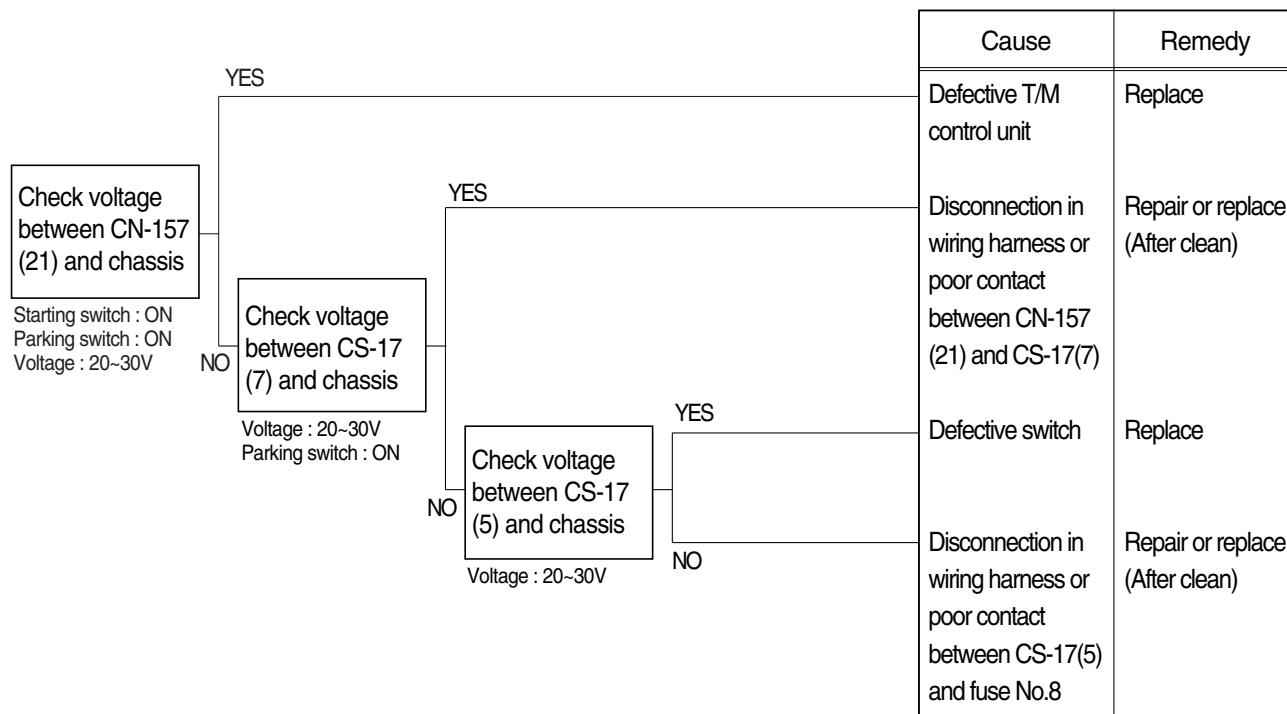 Cause
Remedy
YES
Defective T/M
control unit
Replace
Check voltage
between CN-157
(21) and chassis
Starting switch : ON
Parking switch : ON
Voltage : 20~30V
YES
Disconnection in
wiring harness or
poor contact
between CN-157
(21) and CS-17(7)
Repair or replace
(After clean)
NO
Check voltage
between CS-17
(7) and chassis
Voltage : 20~30V
Parking switch : ON
YES
Defective switch
Replace
NO
Check voltage
between CS-17
(5) and chassis
Voltage : 20~30V
NO
Disconnection in
wiring harness or
poor contact
between CS-17(5)
and fuse No.8
Repair or replace
(After clean)